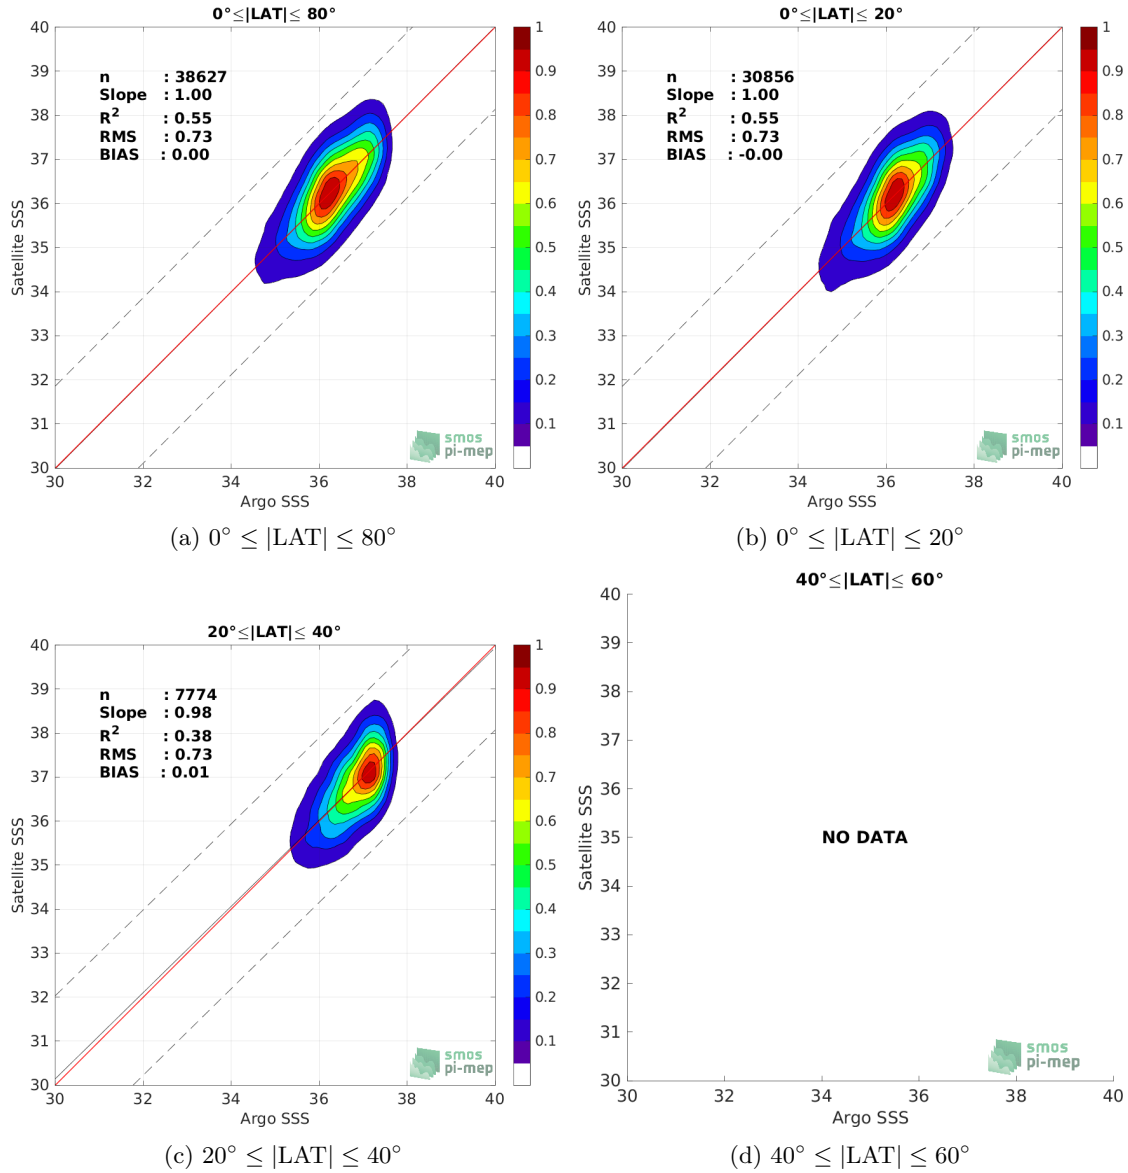 0°≤|LAT|≤ 80°
n : 38627
Slope : 1.00
R² : 0.55
RMS : 0.73
BIAS : 0.00
40
39
38
37
36
35
34
33
32
31
30
Satellite SSS
30 32 34 36 38 40
Argo SSS
1
0.9
0.8
0.7
0.6
0.5
0.4
0.3
0.2
0.1
smos
pi-mep
(a) 0° ≤ |LAT| ≤ 80°
0°≤|LAT|≤ 20°
n : 30856
Slope : 1.00
R² : 0.55
RMS : 0.73
BIAS : -0.00
40
39
38
37
36
35
34
33
32
31
30
Satellite SSS
30 32 34 36 38 40
Argo SSS
1
0.9
0.8
0.7
0.6
0.5
0.4
0.3
0.2
0.1
smos
pi-mep
(b) 0° ≤ |LAT| ≤ 20°
20°≤|LAT|≤ 40°
n : 7774
Slope : 0.98
R² : 0.38
RMS : 0.73
BIAS : 0.01
40
39
38
37
36
35
34
33
32
31
30
Satellite SSS
30 32 34 36 38 40
Argo SSS
1
0.9
0.8
0.7
0.6
0.5
0.4
0.3
0.2
0.1
smos
pi-mep
(c) 20° ≤ |LAT| ≤ 40°
40°≤|LAT|≤ 60°
40
39
38
37
36
35
34
33
32
31
30
Satellite SSS
NO DATA
30 32 34 36 38 40
Argo SSS
smos
pi-mep
(d) 40° ≤ |LAT| ≤ 60°